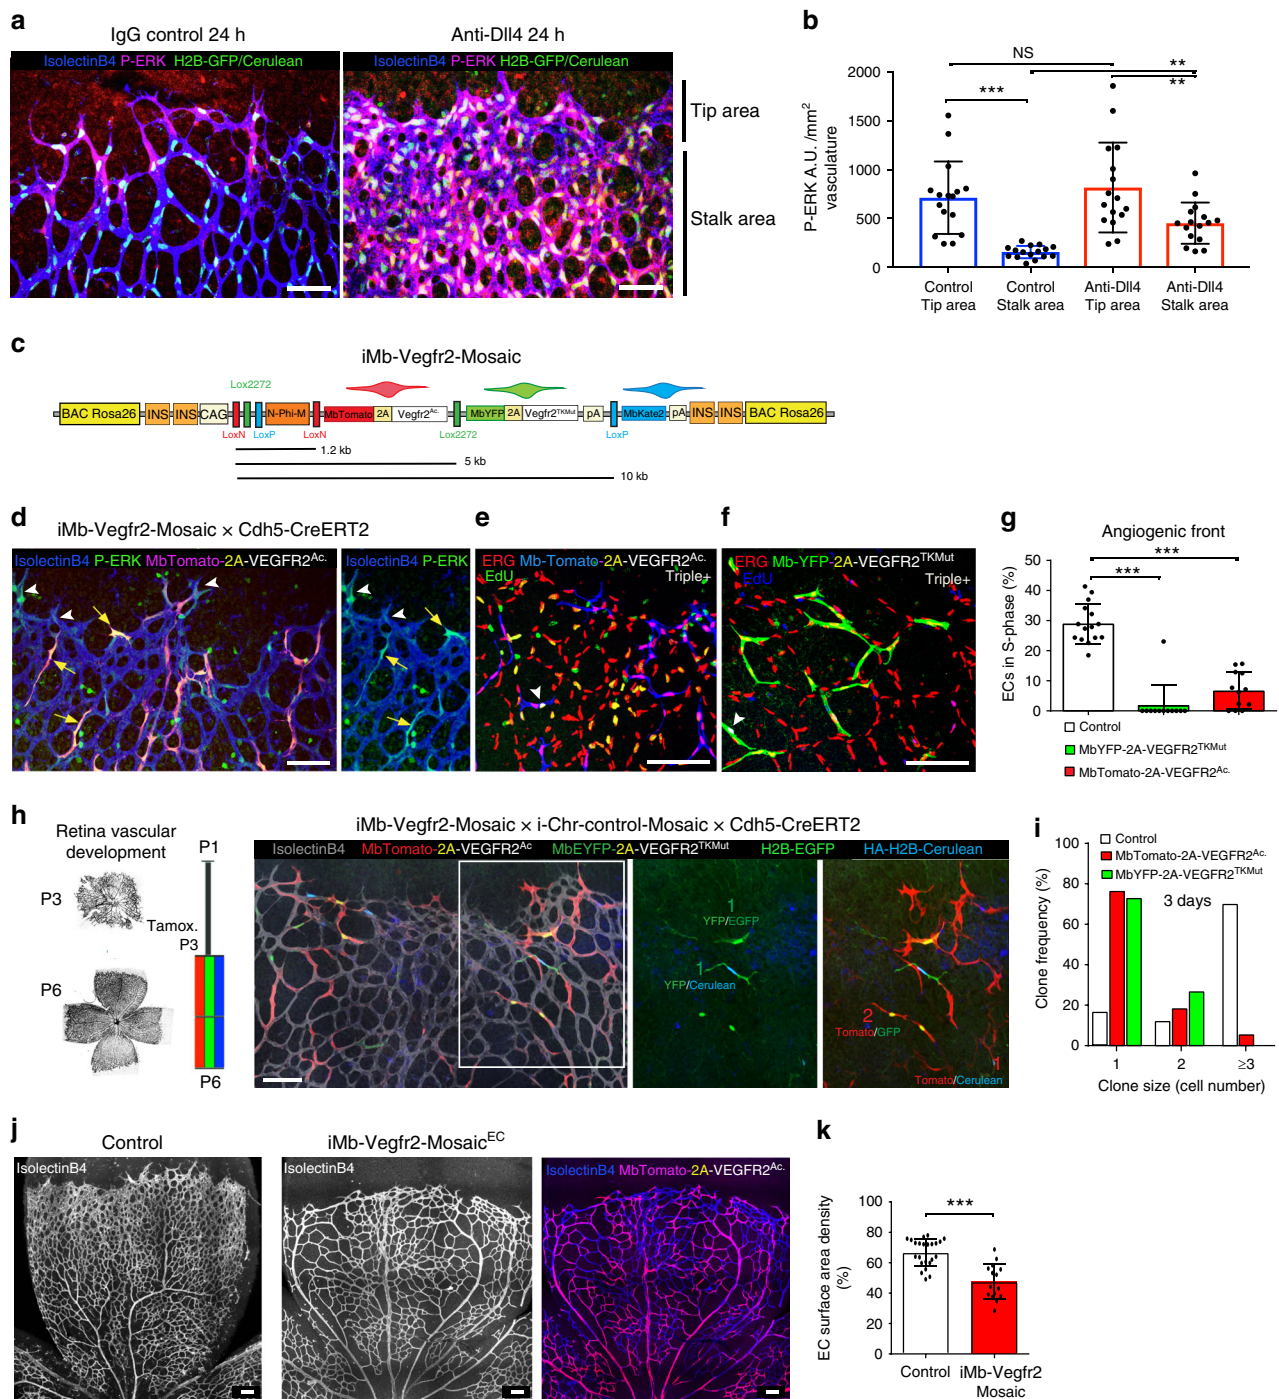 a
IgG control 24 h
Anti-Dll4 24 h
IsolectinB4 P-ERK H2B-GFP/Cerulean
IsolectinB4 P-ERK H2B-GFP/Cerulean
Tip area
Stalk area
b
NS
**
**
***
P-ERK A.U. /mm2 vasculature
2000
1500
1000
500
0
Control Tip area
Control Stalk area
Anti-Dll4 Tip area
Anti-Dll4 Stalk area
c
iMb-Vegfr2-Mosaic
Lox2272
BAC Rosa26
INS
INS
CAG
N-Phi-M
MbTomato
2A
Vegfr2Ac.
MbYFP
2A
Vegfr2TKMut
pA
MbKate2
pA
INS
INS
BAC Rosa26
LoxN
LoxP
LoxN
Lox2272
LoxP
1.2 kb
5 kb
10 kb
d
iMb-Vegfr2-Mosaic × Cdh5-CreERT2
IsolectinB4 P-ERK MbTomato-2A-VEGFR2Ac.
IsolectinB4 P-ERK
e
ERG Mb-Tomato-2A-VEGFR2Ac.
EdU
Triple+
f
ERG Mb-YFP-2A-VEGFR2TKMut
EdU
Triple+
g
Angiogenic front
***
***
ECs in S-phase (%)
50
40
30
20
10
0
Control
MbYFP-2A-VEGFR2TKMut
MbTomato-2A-VEGFR2Ac.
h
Retina vascular development
P1
P3
Tamox.
P3
P6
P6
iMb-Vegfr2-Mosaic × i-Chr-control-Mosaic × Cdh5-CreERT2
IsolectinB4 MbTomato-2A-VEGFR2Ac MbEYFP-2A-VEGFR2TKMut H2B-EGFP HA-H2B-Cerulean
1
YFP/EGFP
1
YFP/Cerulean
2
Tomato/GFP
1
Tomato/Cerulean
i
Control
MbTomato-2A-VEGFR2Ac.
MbYFP-2A-VEGFR2TKMut
3 days
Clone frequency (%)
100
80
60
40
20
0
1
2
≥3
Clone size (cell number)
j
Control
iMb-Vegfr2-MosaicEC
IsolectinB4
IsolectinB4
IsolectinB4 MbTomato-2A-VEGFR2Ac.
k
***
EC surface area density (%)
100
80
60
40
20
0
Control
iMb-Vegfr2 Mosaic